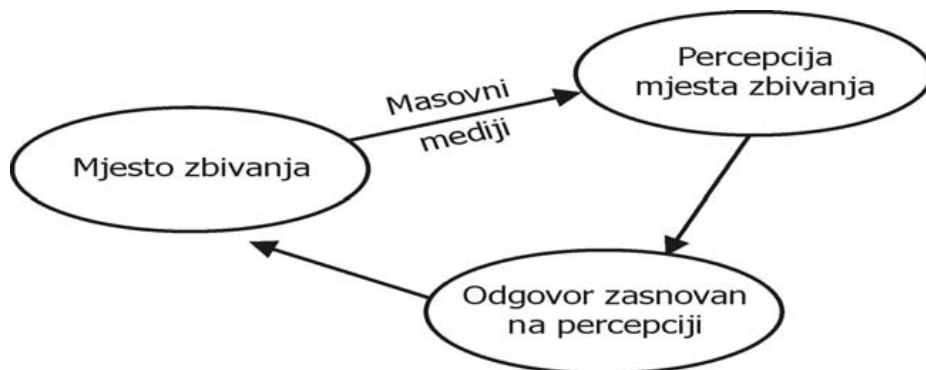 Percepcija
mjesta zbivanja
Masovni
mediji
Mjesto zbivanja
Odgovor zasnovan
na percepciji